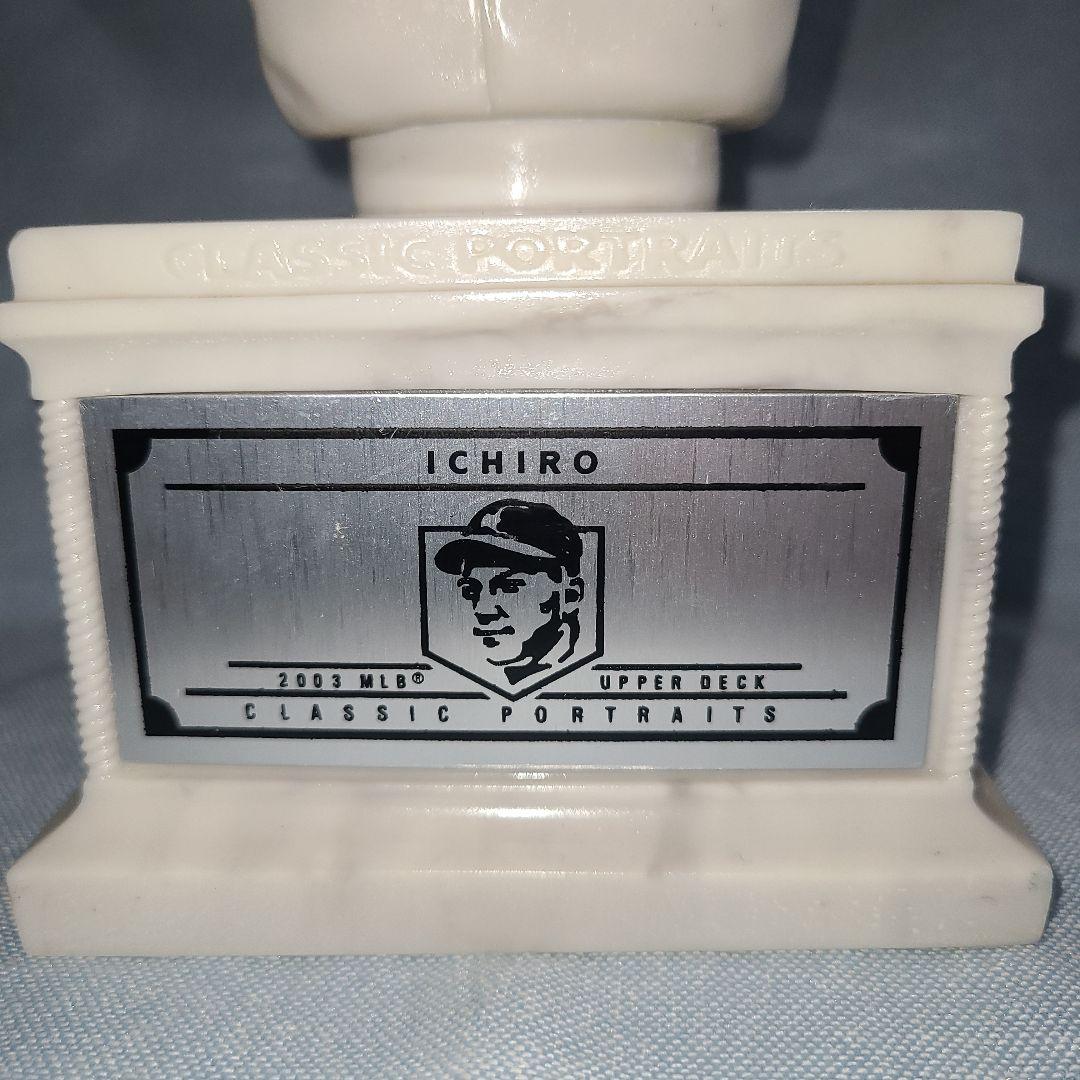 CLASSIC PORTRAITS
ICHIRO
2003 MLB® UPPER DECK
CLASSIC PORTRAITS